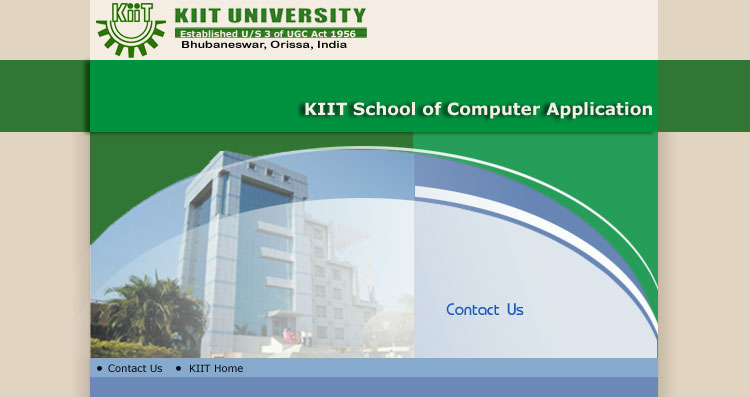 KiiT
KIIT UNIVERSITY
Established U/S 3 of UGC Act 1956
Bhubaneswar, Orissa, India
KIIT School of Computer Application
Contact Us
Contact Us
KIIT Home